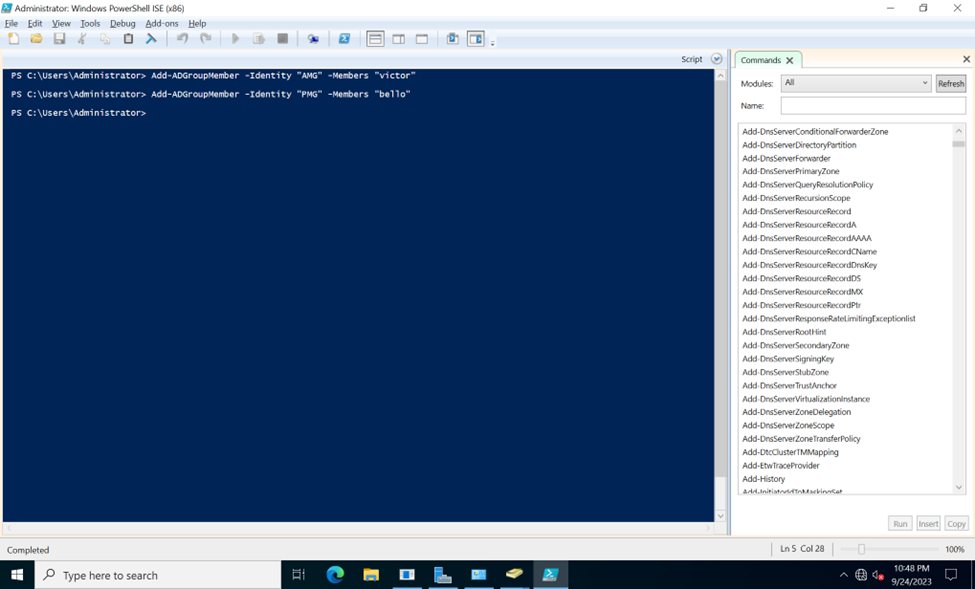 Administrator: Windows PowerShell ISE (x86)
File Edit View Tools Debug Add-ons Help
Script
PS C:\Users\Administrator> Add-ADGroupMember -Identity "AMG" -Members "victor"
PS C:\Users\Administrator> Add-ADGroupMember -Identity "PMG" -Members "bello"
PS C:\Users\Administrator>
Commands
Modules: All Refresh
Name:
Add-DnsServerConditionalForwarderZone
Add-DnsServerDirectoryPartition
Add-DnsServerForwarder
Add-DnsServerPrimaryZone
Add-DnsServerQueryResolutionPolicy
Add-DnsServerRecursionScope
Add-DnsServerResourceRecord
Add-DnsServerResourceRecordA
Add-DnsServerResourceRecordAAAA
Add-DnsServerResourceRecordCName
Add-DnsServerResourceRecordDnsKey
Add-DnsServerResourceRecordDS
Add-DnsServerResourceRecordMX
Add-DnsServerResourceRecordPtr
Add-DnsServerResponseRateLimitingExceptionlist
Add-DnsServerRootHint
Add-DnsServerSecondaryZone
Add-DnsServerSigningKey
Add-DnsServerStubZone
Add-DnsServerTrustAnchor
Add-DnsServerVirtualizationInstance
Add-DnsServerZoneDelegation
Add-DnsServerZoneScope
Add-DnsServerZoneTransferPolicy
Add-DtcClusterTMMapping
Add-EtwTraceProvider
Add-History
Add-InitiatorIdToMaskingSet
Run Insert Copy
Completed
Ln 5 Col 28
100%
Type here to search
10:48 PM
9/24/2023